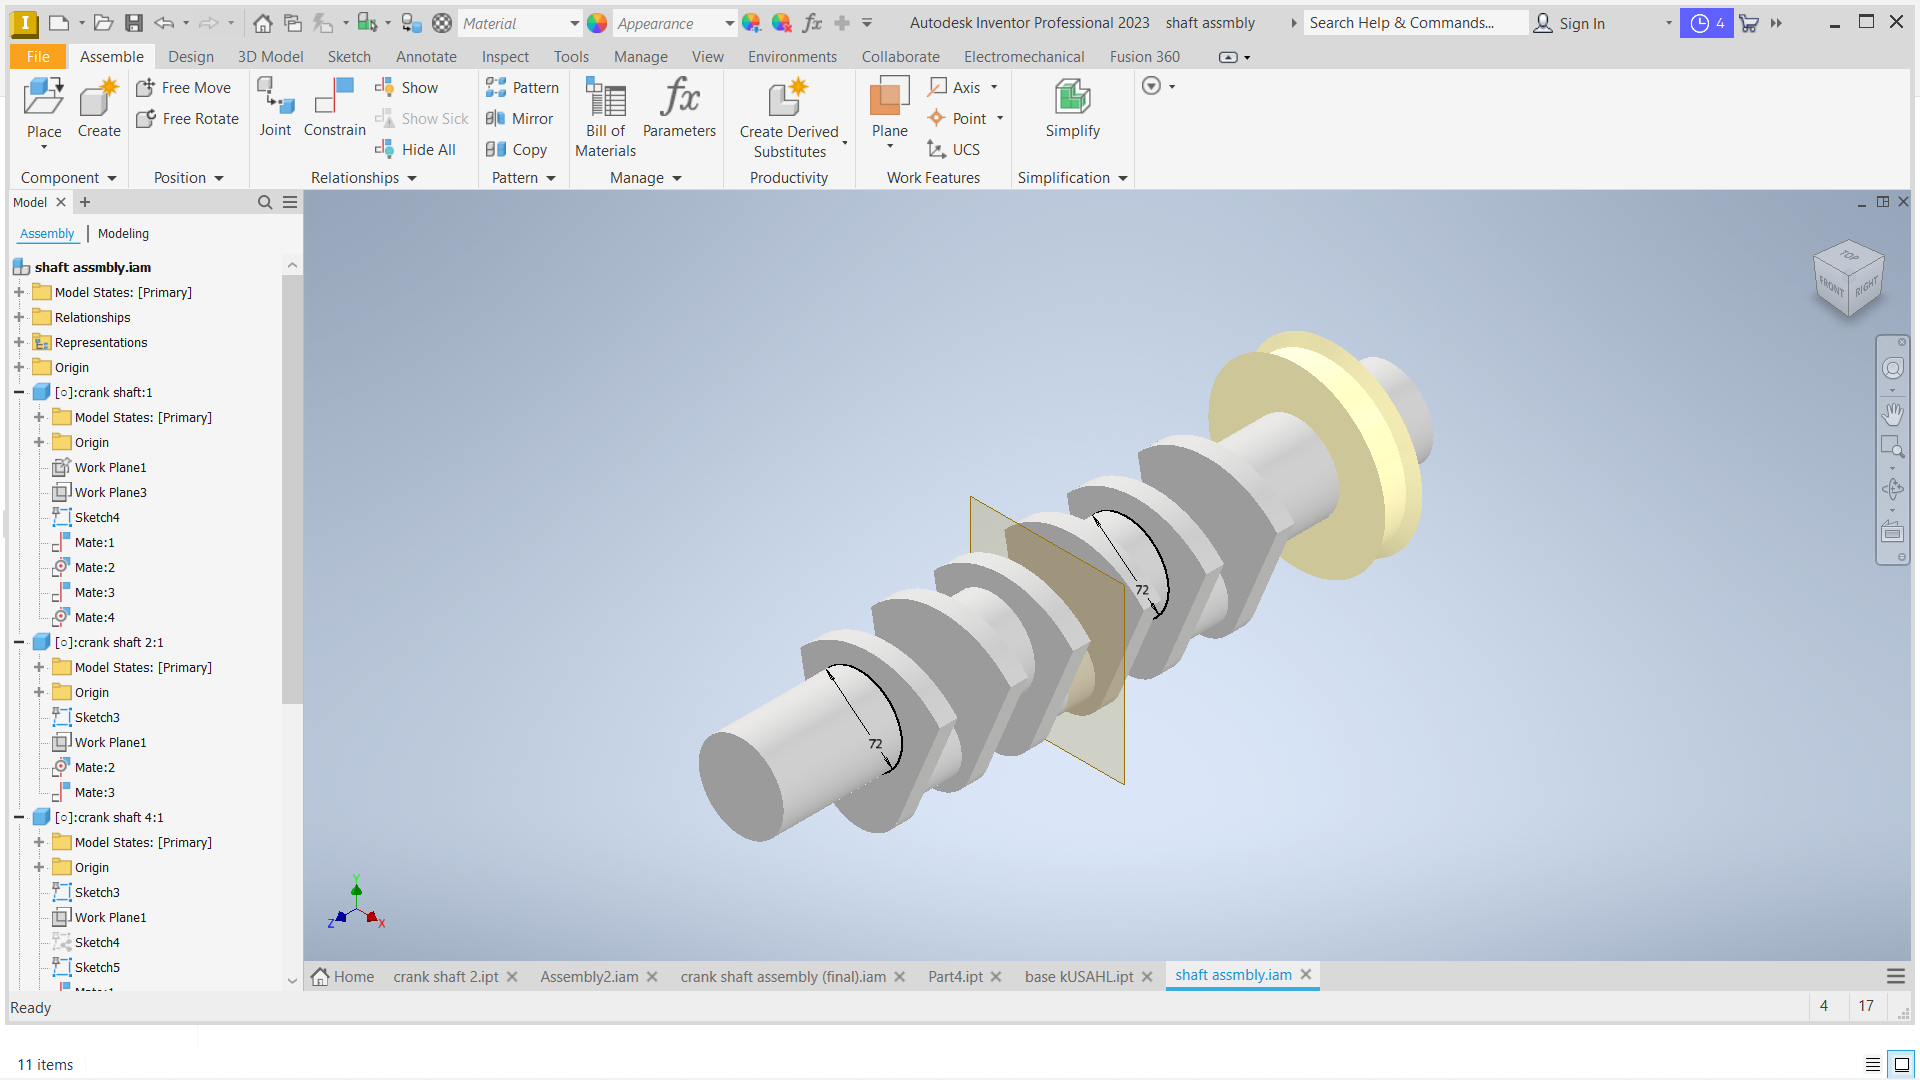 I Material Appearance fx Autodesk Inventor Professional 2023 shaft assmbly Search Help & Commands... Sign In 4
File Assemble Design 3D Model Sketch Annotate Inspect Tools Manage View Environments Collaborate Electromechanical Fusion 360
Place
Create
Free Move
Free Rotate
Joint
Constrain
Show
Show Sick
Hide All
Pattern
Mirror
Copy
Bill of
Materials
fx
Parameters
Create Derived
Substitutes
Plane
Axis
Point
UCS
Simplify
Component Position Relationships Pattern Manage Productivity Work Features Simplification
Model
Assembly | Modeling
shaft assmbly.iam
Model States: [Primary]
Relationships
Representations
Origin
[○]:crank shaft:1
Model States: [Primary]
Origin
Work Plane1
Work Plane3
Sketch4
Mate:1
Mate:2
Mate:3
Mate:4
[○]:crank shaft 2:1
Model States: [Primary]
Origin
Sketch3
Work Plane1
Mate:2
Mate:3
[○]:crank shaft 4:1
Model States: [Primary]
Origin
Sketch3
Work Plane1
Sketch4
Sketch5
TOP
FRONT
RIGHT
72
72
Y
Z
X
Home crank shaft 2.ipt Assembly2.iam crank shaft assembly (final).iam Part4.ipt base kUSAHL.ipt shaft assmbly.iam
Ready 4 17
11 items